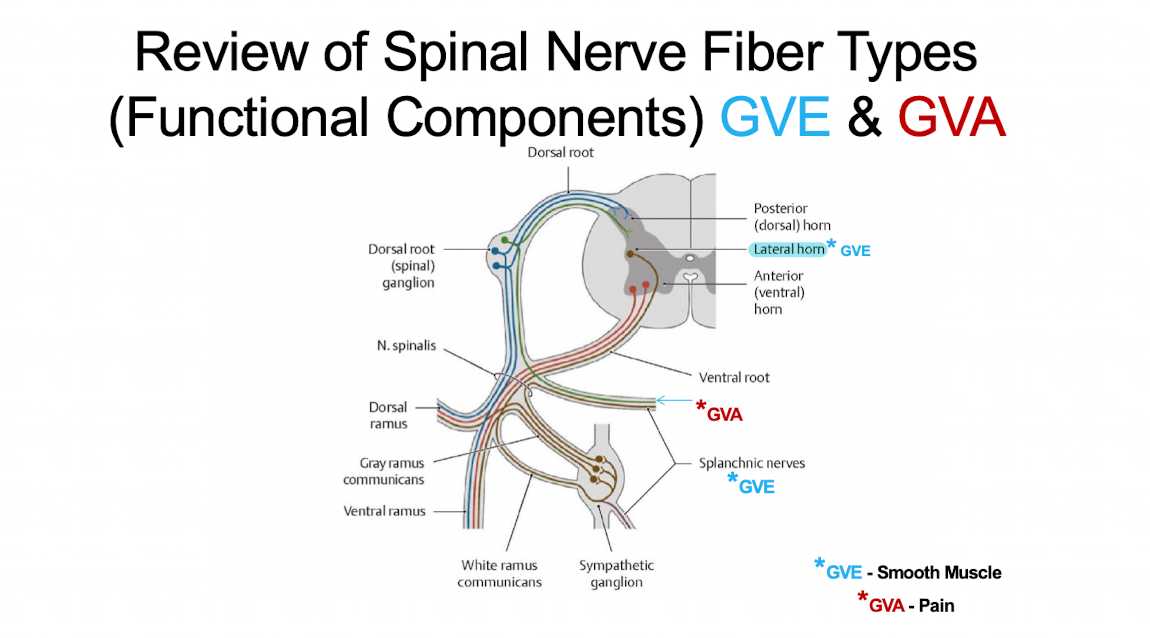 Review of Spinal Nerve Fiber Types
(Functional Components) GVE & GVA
Dorsal root
Posterior
(dorsal) horn
Dorsal root
(spinal)
ganglion
Lateral horn* GVE
Anterior
(ventral)
horn
N. spinalis
Ventral root
Dorsal
ramus
*GVA
Gray ramus
communicans
Splanchnic nerves
*GVE
Ventral ramus
White ramus
communicans
Sympathetic
ganglion
*GVE - Smooth Muscle
*GVA - Pain